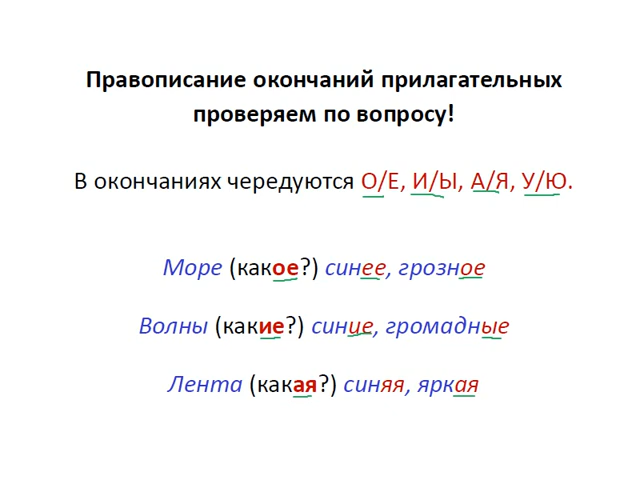 Правописание окончаний прилагательных
проверяем по вопросу!
В окончаниях чередуются О/Е, И/Ы, А/Я, У/Ю.
Море (какое?) синее, грозное
Волны (какие?) синие, громадные
Лента (какая?) синяя, яркая